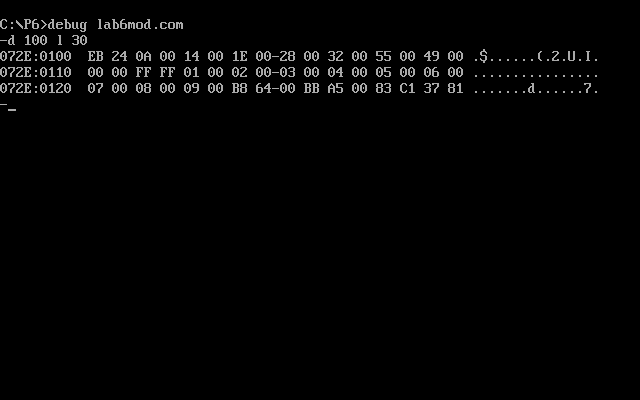 C:\P6>debug lab6mod.com
-d 100 l 30
072E:0100  EB 24 0A 00 14 00 1E 00-28 00 32 00 55 00 49 00 .$......(.2.U.I.
072E:0110  00 00 FF FF 01 00 02 00-03 00 04 00 05 00 06 00 ................
072E:0120  07 00 08 00 09 00 B8 64-00 BB A5 00 83 C1 37 81 .......d......7.
-_